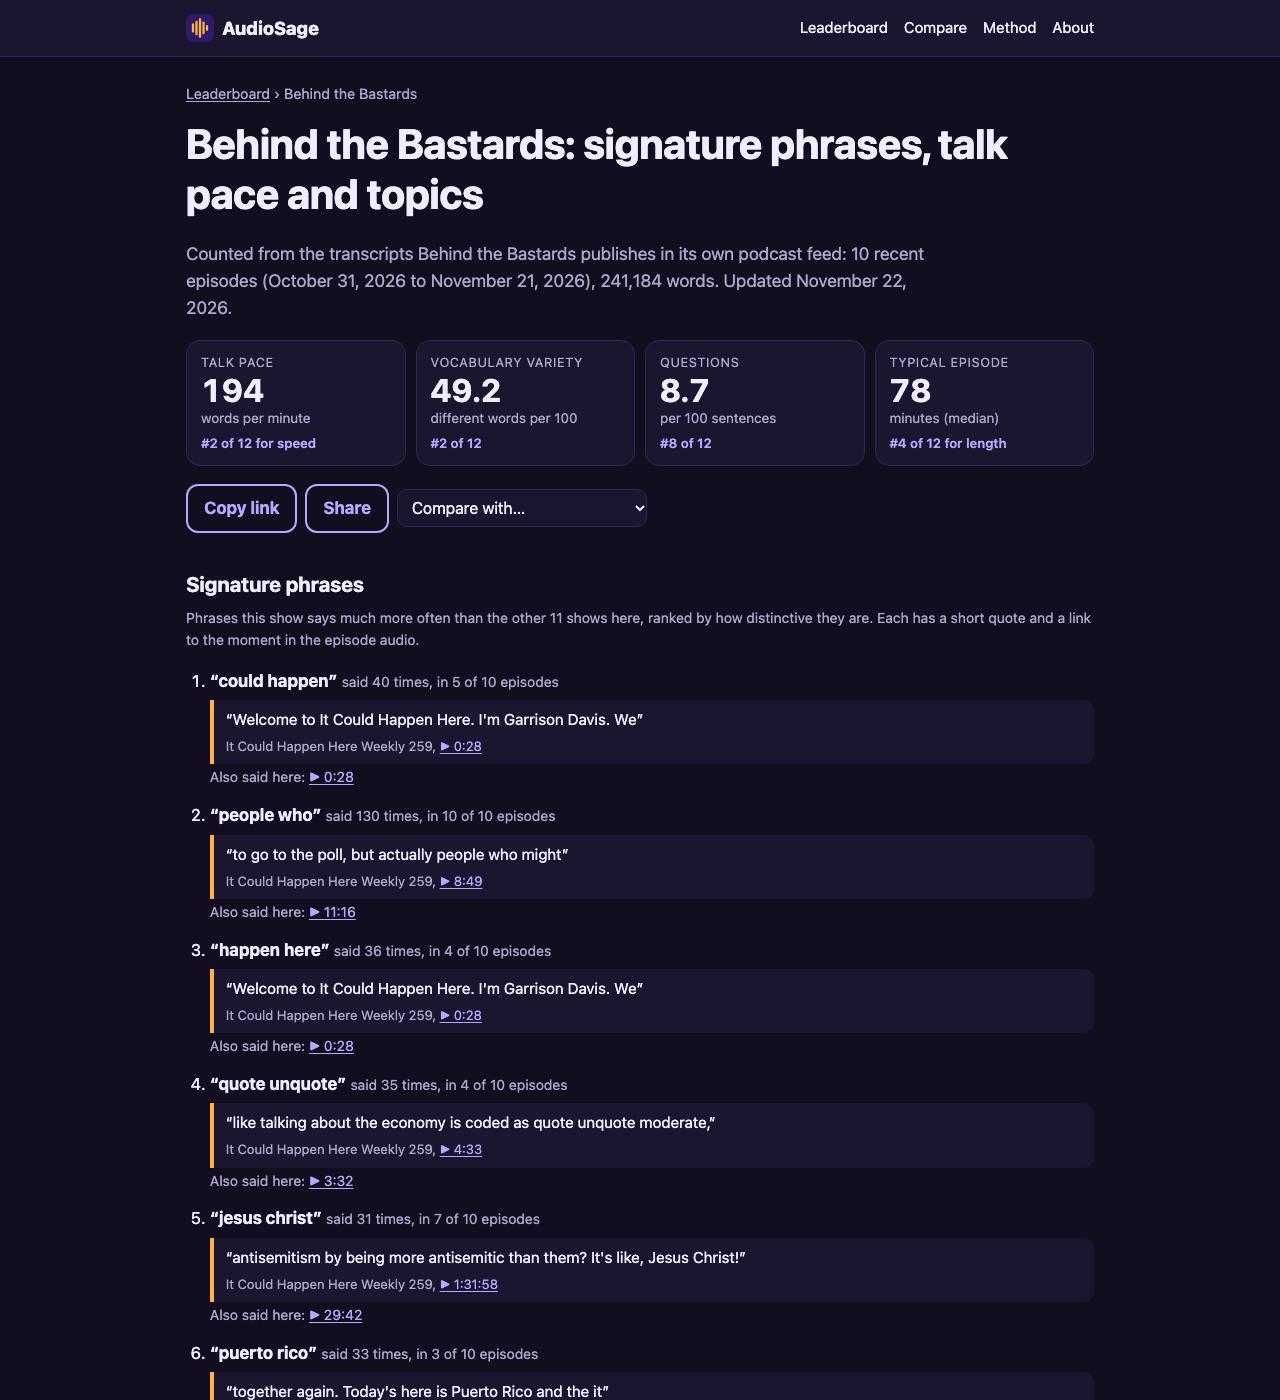 AudioSage
Leaderboard Compare Method About
Leaderboard › Behind the Bastards
Behind the Bastards: signature phrases, talk
pace and topics
Counted from the transcripts Behind the Bastards publishes in its own podcast feed: 10 recent
episodes (October 31, 2026 to November 21, 2026), 241,184 words. Updated November 22,
2026.
TALK PACE
194
words per minute
#2 of 12 for speed
VOCABULARY VARIETY
49.2
different words per 100
#2 of 12
QUESTIONS
8.7
per 100 sentences
#8 of 12
TYPICAL EPISODE
78
minutes (median)
#4 of 12 for length
Copy link Share Compare with...
Signature phrases
Phrases this show says much more often than the other 11 shows here, ranked by how distinctive they are. Each has a short quote and a link
to the moment in the episode audio.
1. “could happen” said 40 times, in 5 of 10 episodes
“Welcome to It Could Happen Here. I'm Garrison Davis. We”
It Could Happen Here Weekly 259, ▶ 0:28
Also said here: ▶ 0:28
2. “people who” said 130 times, in 10 of 10 episodes
“to go to the poll, but actually people who might”
It Could Happen Here Weekly 259, ▶ 8:49
Also said here: ▶ 11:16
3. “happen here” said 36 times, in 4 of 10 episodes
“Welcome to It Could Happen Here. I'm Garrison Davis. We”
It Could Happen Here Weekly 259, ▶ 0:28
Also said here: ▶ 0:28
4. “quote unquote” said 35 times, in 4 of 10 episodes
“like talking about the economy is coded as quote unquote moderate,”
It Could Happen Here Weekly 259, ▶ 4:33
Also said here: ▶ 3:32
5. “jesus christ” said 31 times, in 7 of 10 episodes
“antisemitism by being more antisemitic than them? It's like, Jesus Christ!”
It Could Happen Here Weekly 259, ▶ 1:31:58
Also said here: ▶ 29:42
6. “puerto rico” said 33 times, in 3 of 10 episodes
“together again. Today's here is Puerto Rico and the it”